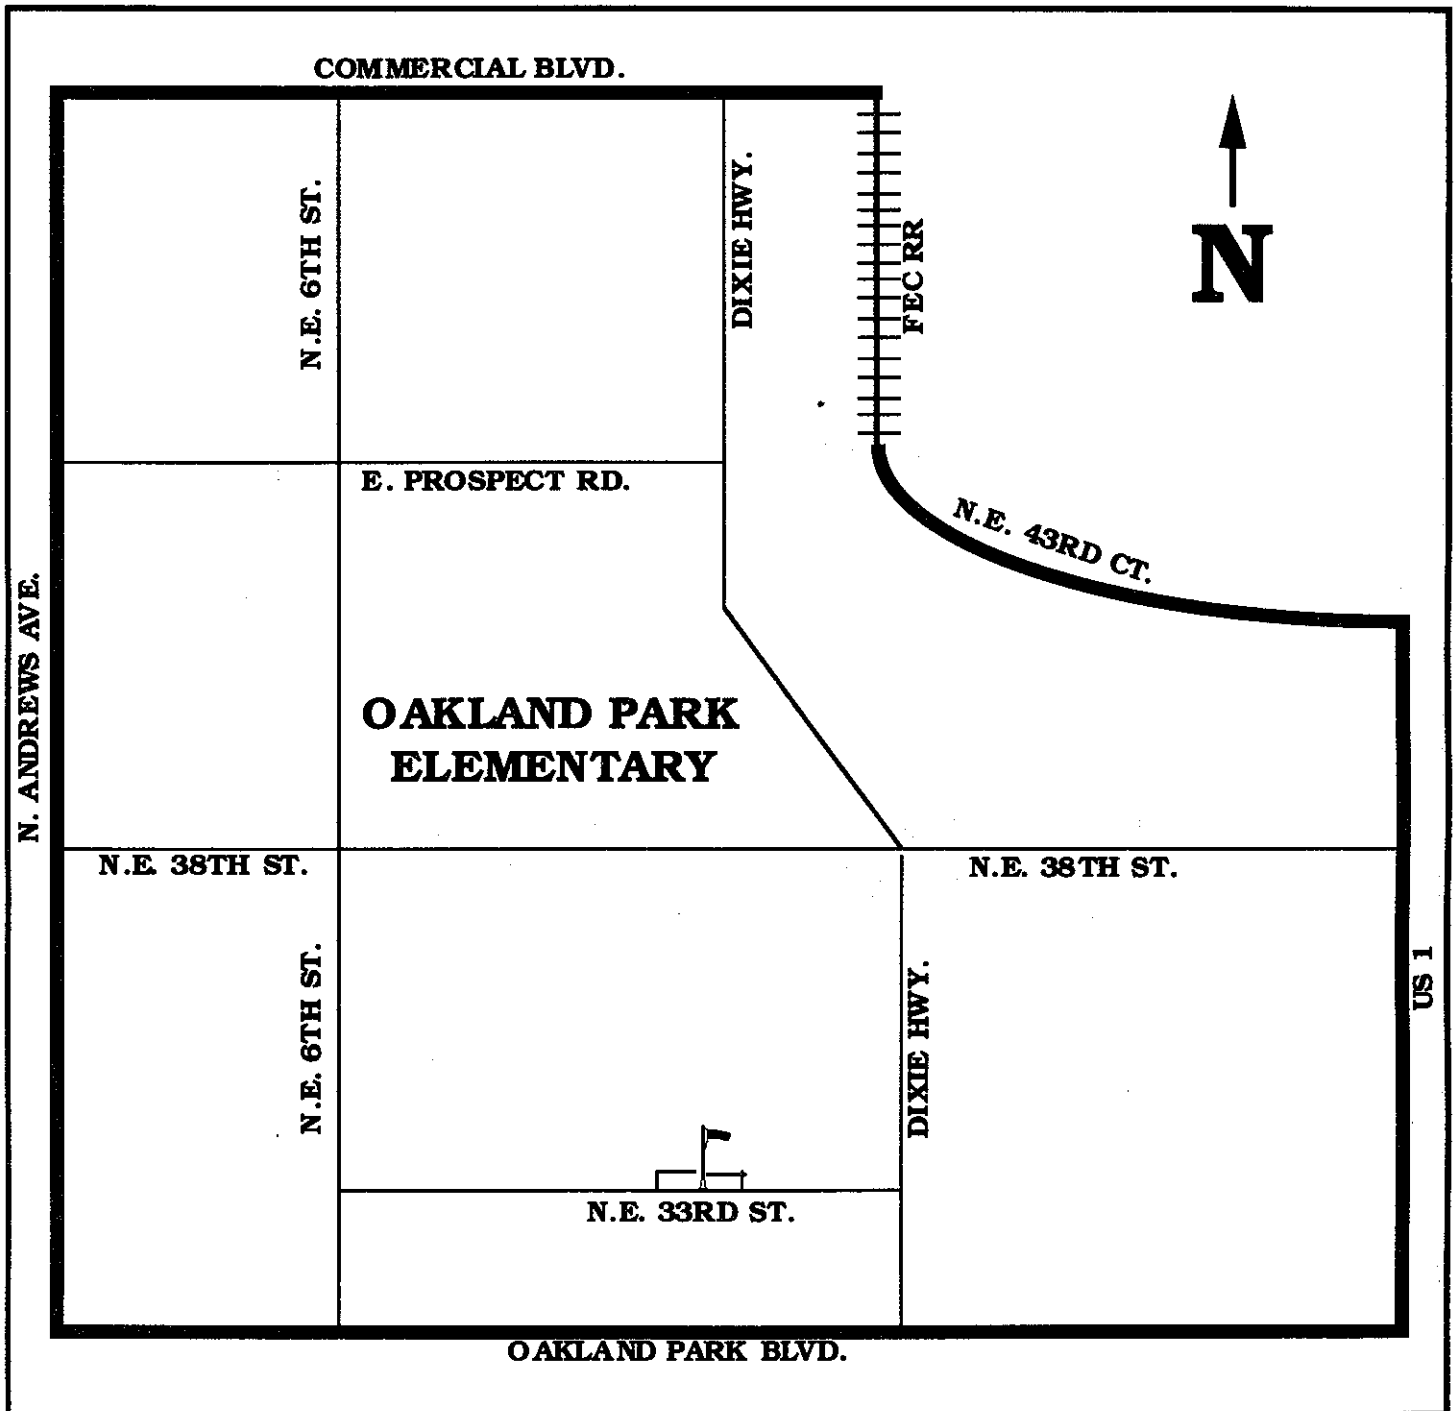 COMMERCIAL BLVD.
N.E. 6TH ST.
DIXIE HWY.
FEC RR
N
E. PROSPECT RD.
N.E. 43RD CT.
N. ANDREWS AVE.
OAKLAND PARK
ELEMENTARY
N.E. 38TH ST.
N.E. 38TH ST.
N.E. 6TH ST.
DIXIE HWY.
US 1
N.E. 33RD ST.
OAKLAND PARK BLVD.